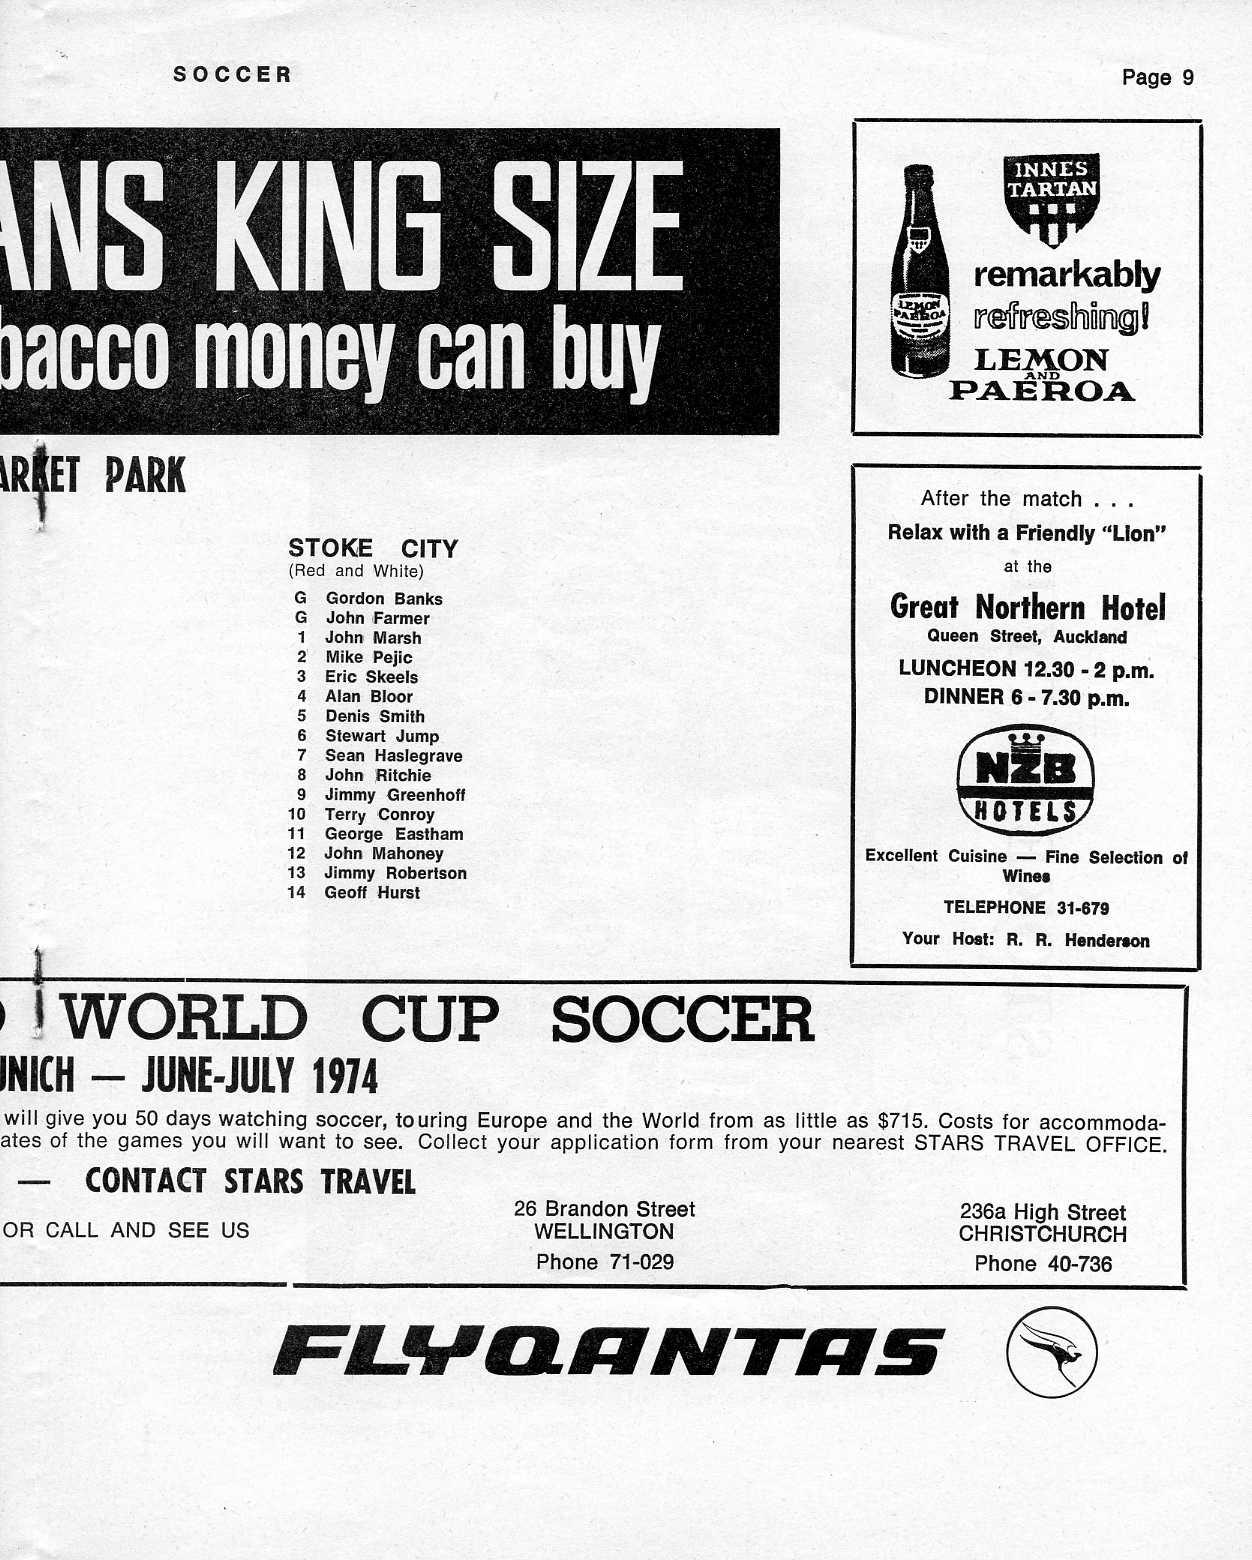 SOCCER
Page 9
ANS KING SIZE
bacco money can buy
INNES
TARTAN
remarkably
refreshing!
LEMON
AND
PAEROA
LEMON
PAEROA
ARKET PARK
STOKE CITY
(Red and White)
G Gordon Banks
G John Farmer
1 John Marsh
2 Mike Pejic
3 Eric Skeels
4 Alan Bloor
5 Denis Smith
6 Stewart Jump
7 Sean Haslegrave
8 John Ritchie
9 Jimmy Greenhoff
10 Terry Conroy
11 George Eastham
12 John Mahoney
13 Jimmy Robertson
14 Geoff Hurst
After the match . . .
Relax with a Friendly “Lion”
at the
Great Northern Hotel
Queen Street, Auckland
LUNCHEON 12.30 - 2 p.m.
DINNER 6 - 7.30 p.m.
NZB
HOTELS
Excellent Cuisine — Fine Selection of
Wines
TELEPHONE 31-679
Your Host: R. R. Henderson
WORLD CUP SOCCER
UNICH — JUNE-JULY 1974
will give you 50 days watching soccer, touring Europe and the World from as little as $715. Costs for accommoda-
ates of the games you will want to see. Collect your application form from your nearest STARS TRAVEL OFFICE.
— CONTACT STARS TRAVEL
OR CALL AND SEE US
26 Brandon Street
WELLINGTON
Phone 71-029
236a High Street
CHRISTCHURCH
Phone 40-736
FLY QANTAS